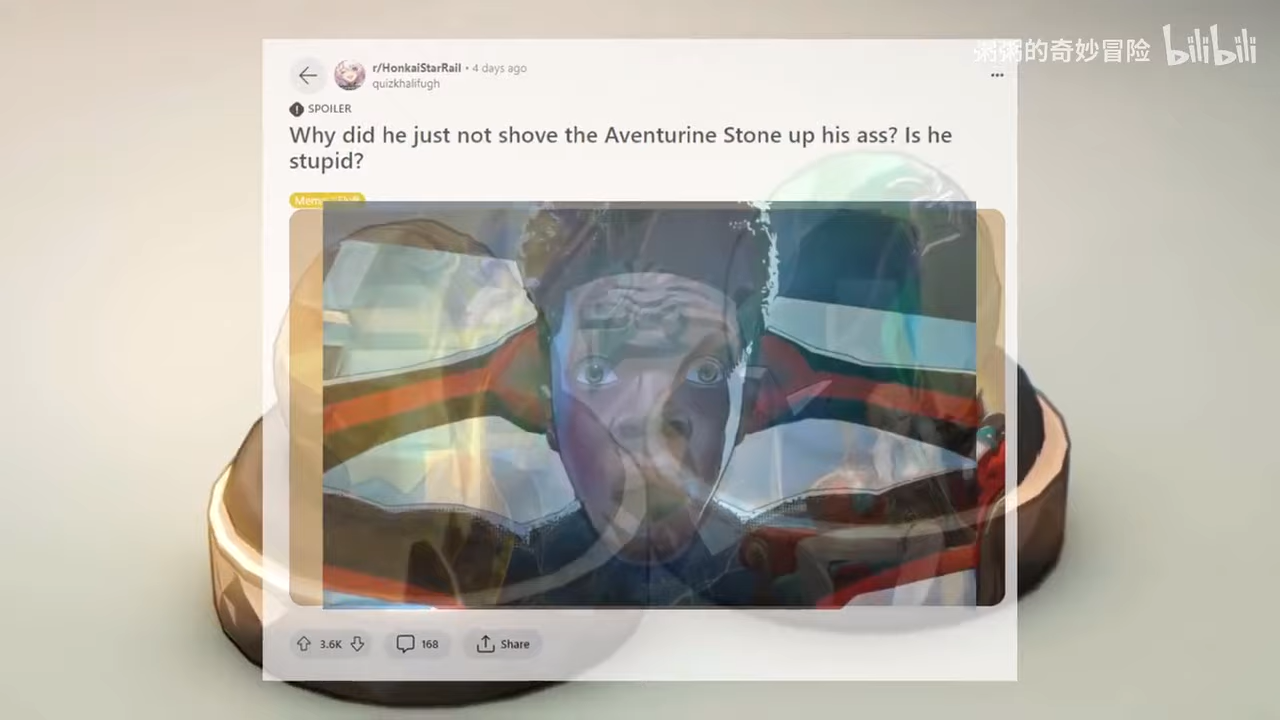 粥粥的奇妙冒险 bilibili
r/HonkaiStarRail • 4 days ago
quizkhalifugh
SPOILER
Why did he just not shove the Aventurine Stone up his ass? Is he
stupid?
3.6K 168 Share